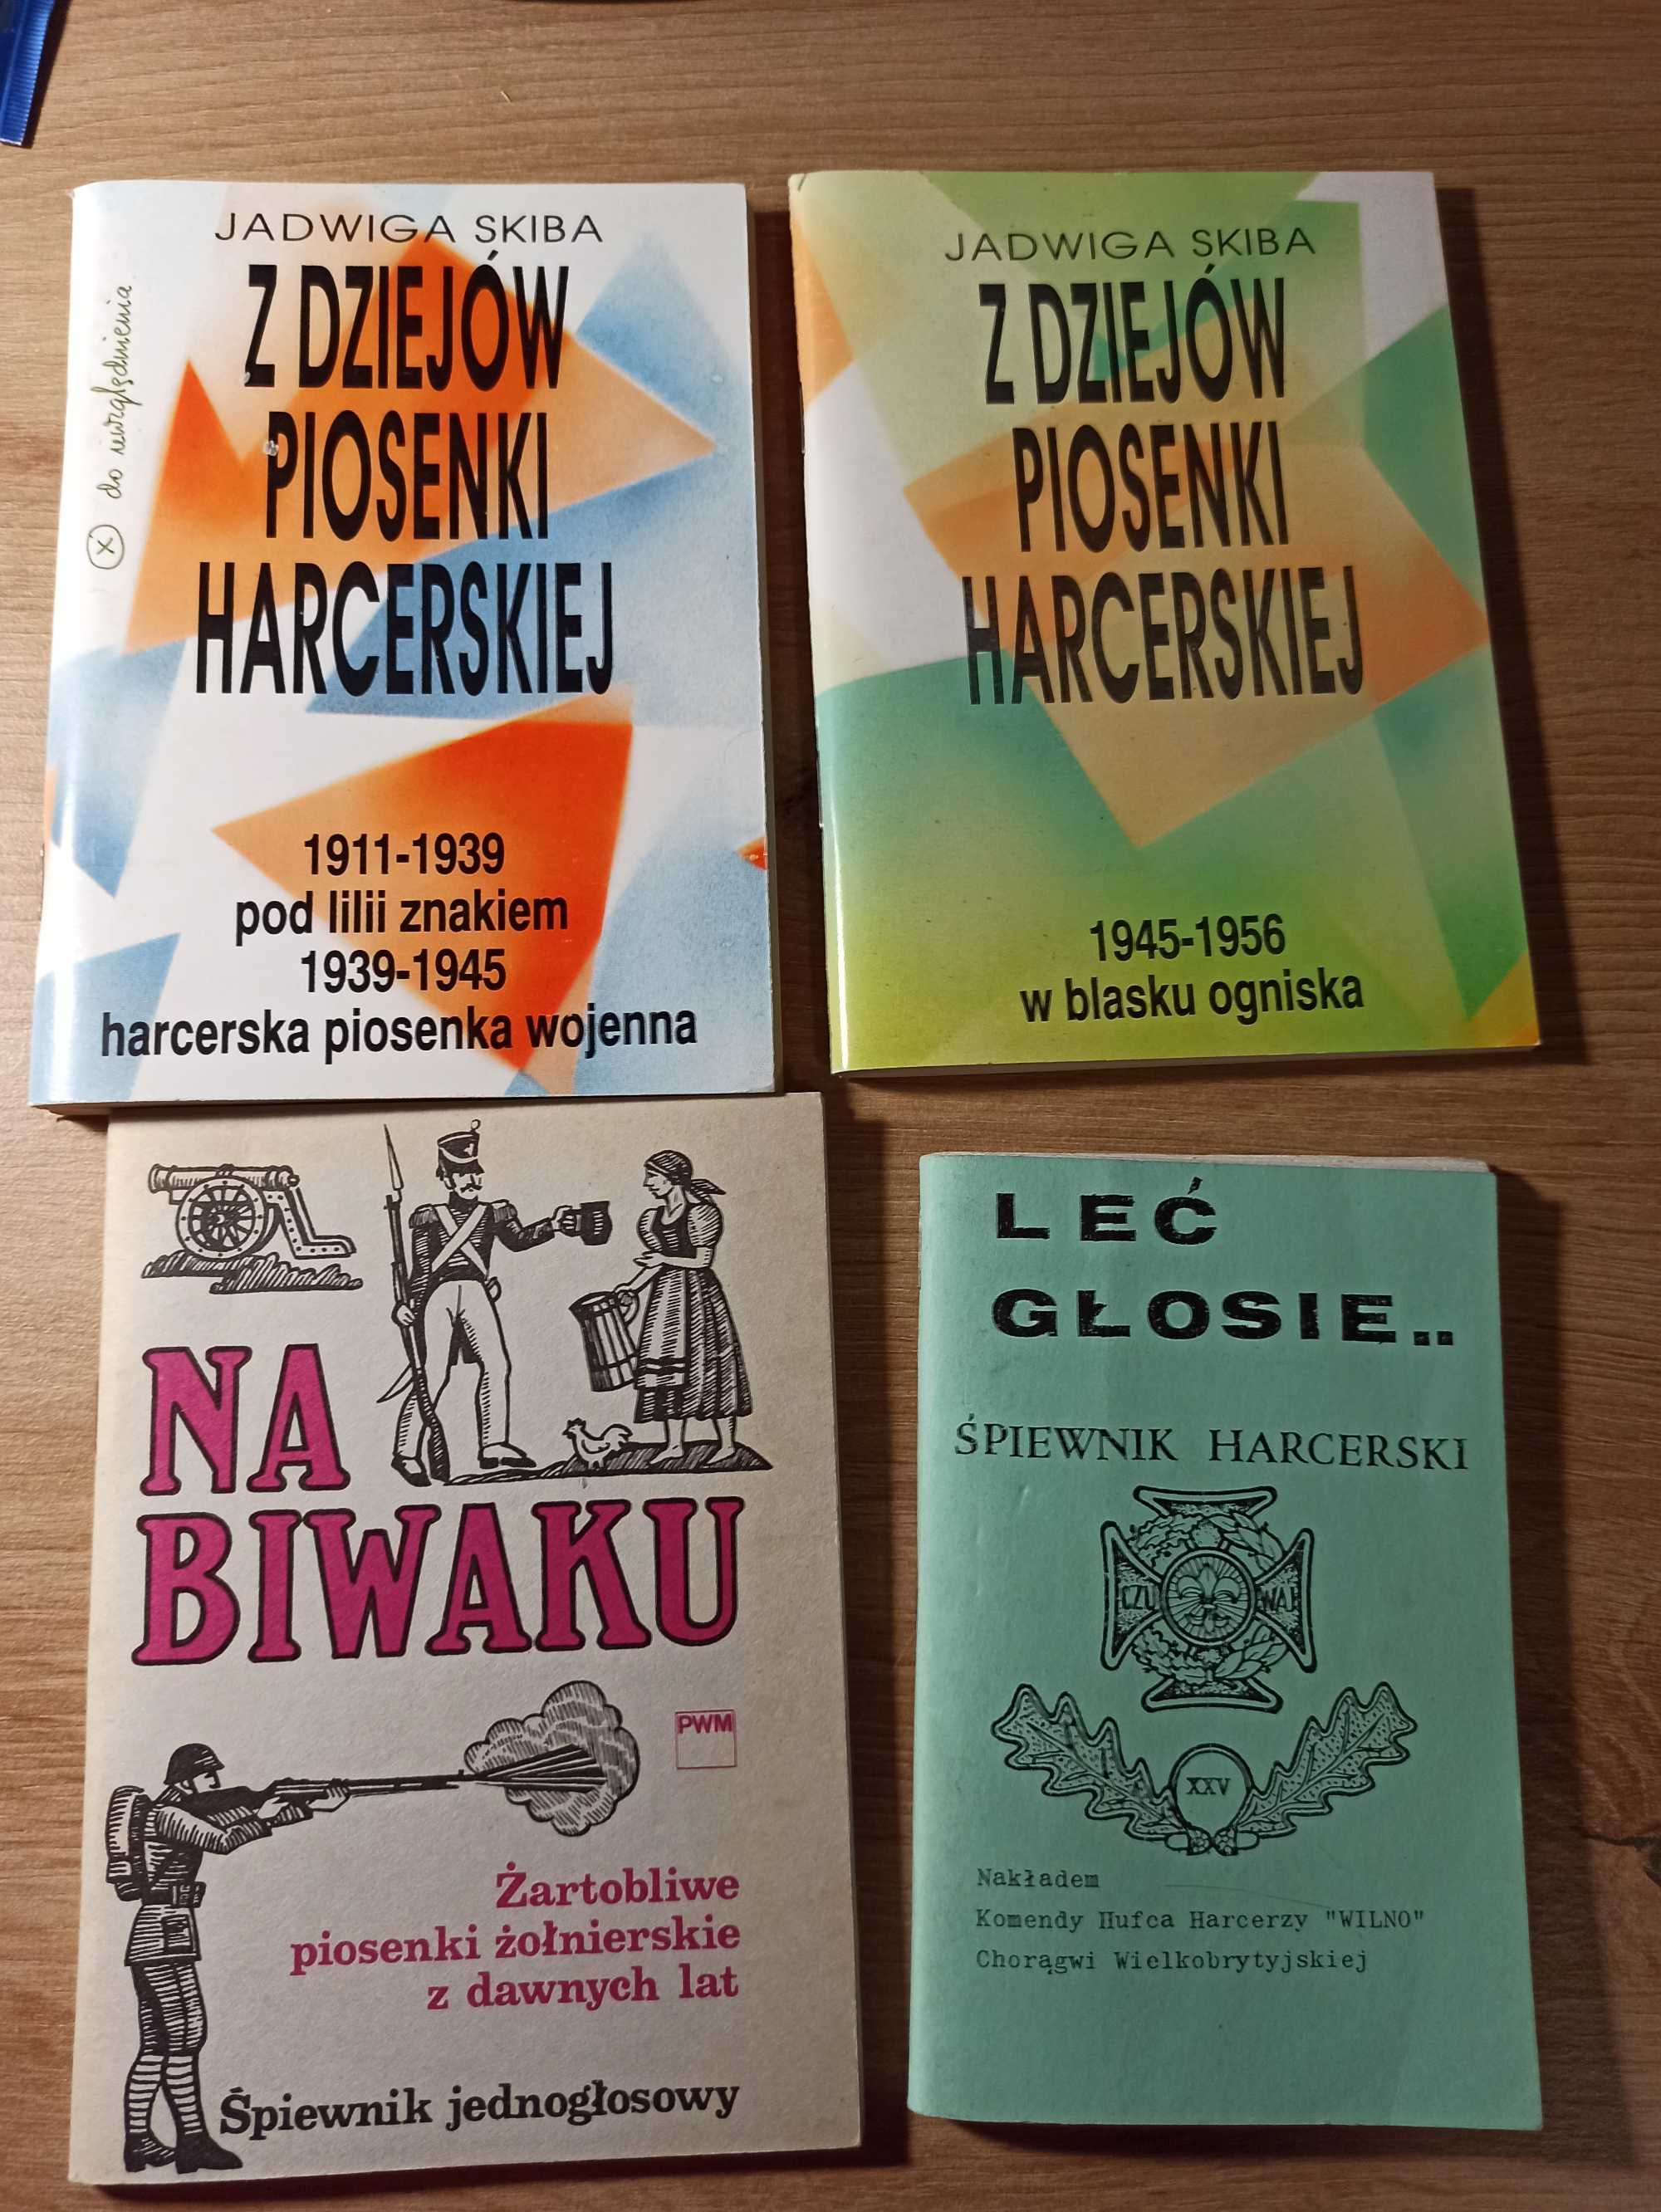 JADWIGA SKIBA
Z DZIEJÓW
PIOSENKI
HARCERSKIEJ
1911-1939
pod lilii znakiem
1939-1945
harcerska piosenka wojenna
x do uwzględnienia
JADWIGA SKIBA
Z DZIEJÓW
PIOSENKI
HARCERSKIEJ
1945-1956
w blasku ogniska
NA
BIWAKU
PWM
Żartobliwe
piosenki żołnierskie
z dawnych lat
Śpiewnik jednogłosowy
LEĆ
GŁOSIE..
ŚPIEWNIK HARCERSKI
CZU WAJ
XXV
Nakładem
Komendy Hufca Harcerzy "WILNO"
Chorągwi Wielkobrytyjskiej